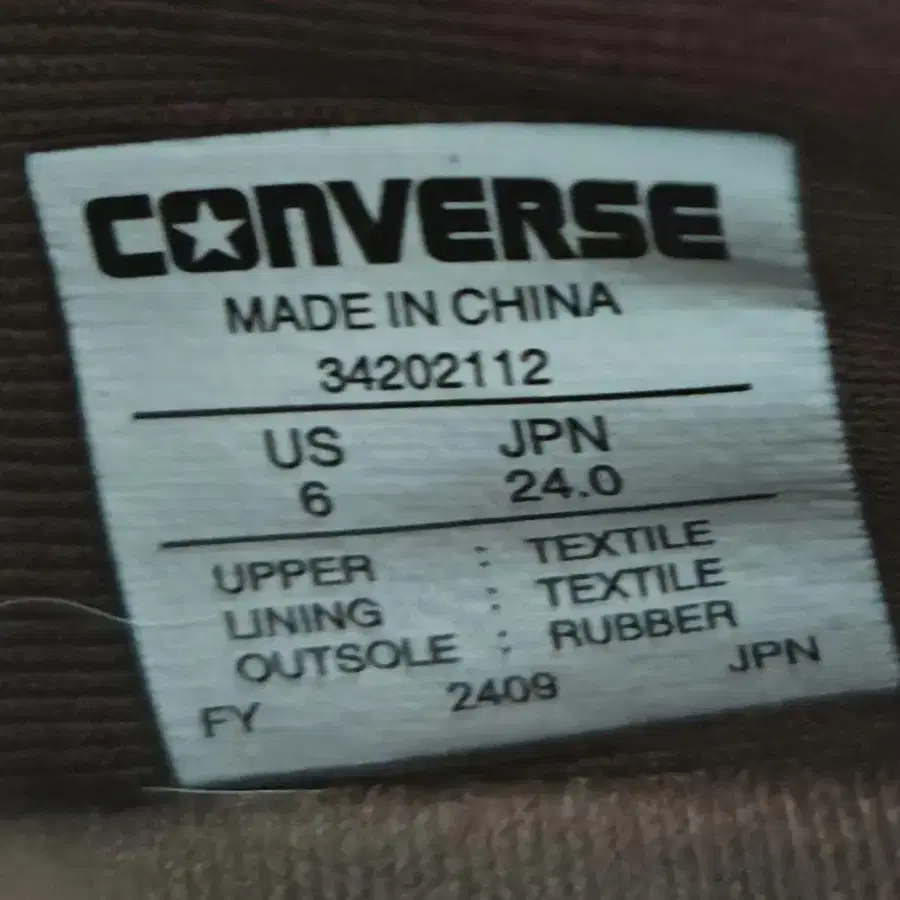 CONVERSE
MADE IN CHINA
34202112
US JPN
6 24.0
UPPER : TEXTILE
LINING : TEXTILE
OUTSOLE : RUBBER
FY 2409 JPN